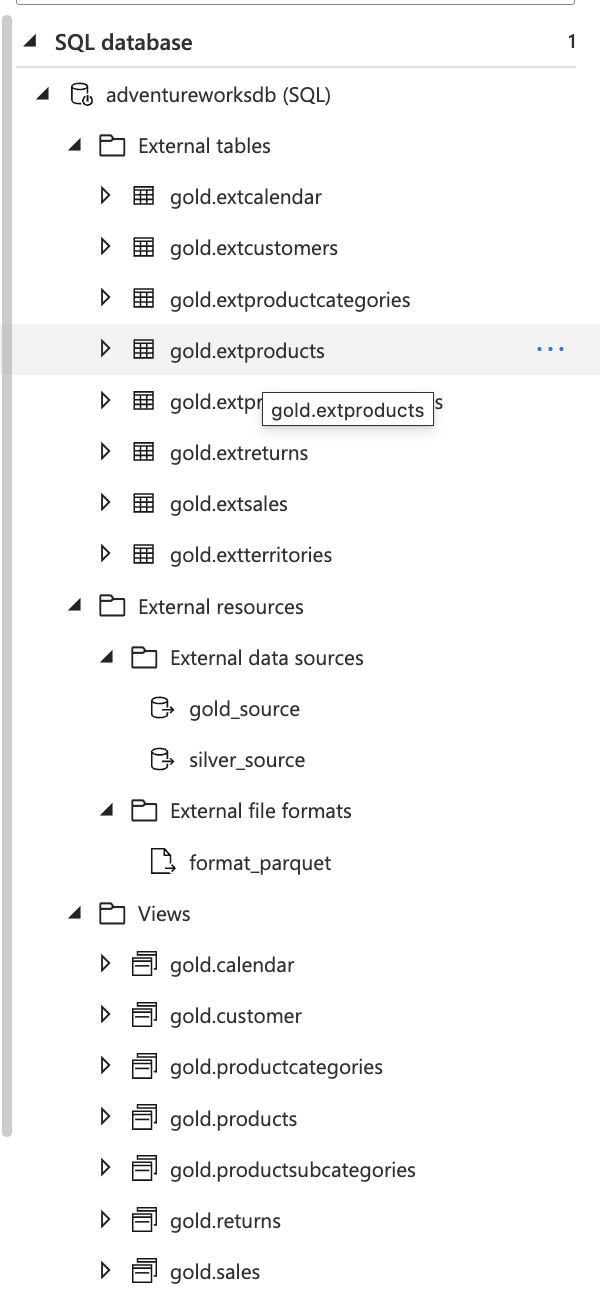 SQL database 1
adventureworksdb (SQL)
External tables
gold.extcalendar
gold.extcustomers
gold.extproductcategories
gold.extproducts
gold.extproducts
gold.extreturns
gold.extsales
gold.extterritories
External resources
External data sources
gold_source
silver_source
External file formats
format_parquet
Views
gold.calendar
gold.customer
gold.productcategories
gold.products
gold.productsubcategories
gold.returns
gold.sales